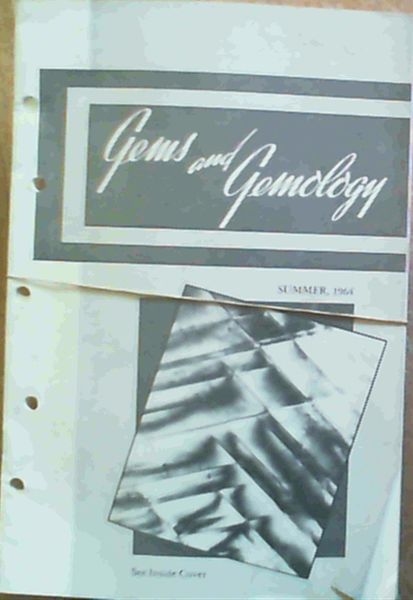 Gems and Gemology
SUMMER, 1964
See Inside Cover